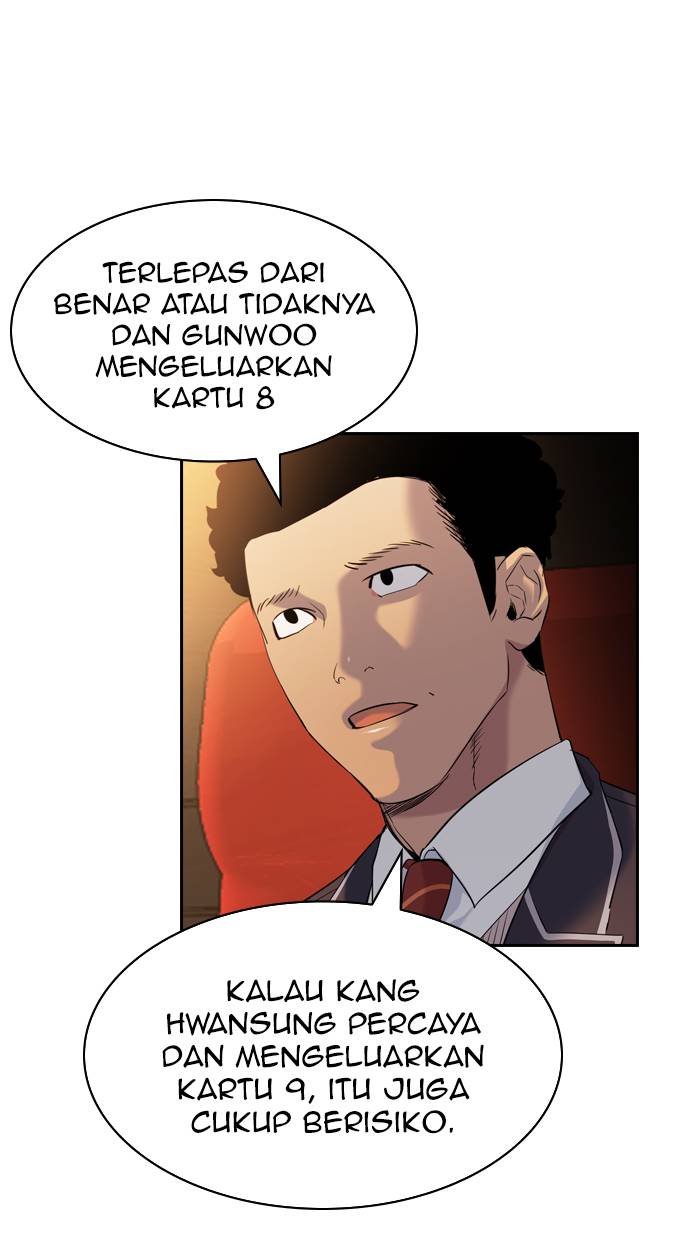 TERLEPAS DARI
BENAR ATAU TIDAKNYA
DAN GUNWOO
MENGELUARKAN
KARTU 8
KALAU KANG
HWANSUNG PERCAYA
DAN MENGELUARKAN
KARTU 9, ITU JUGA
CUKUP BERISIKO.